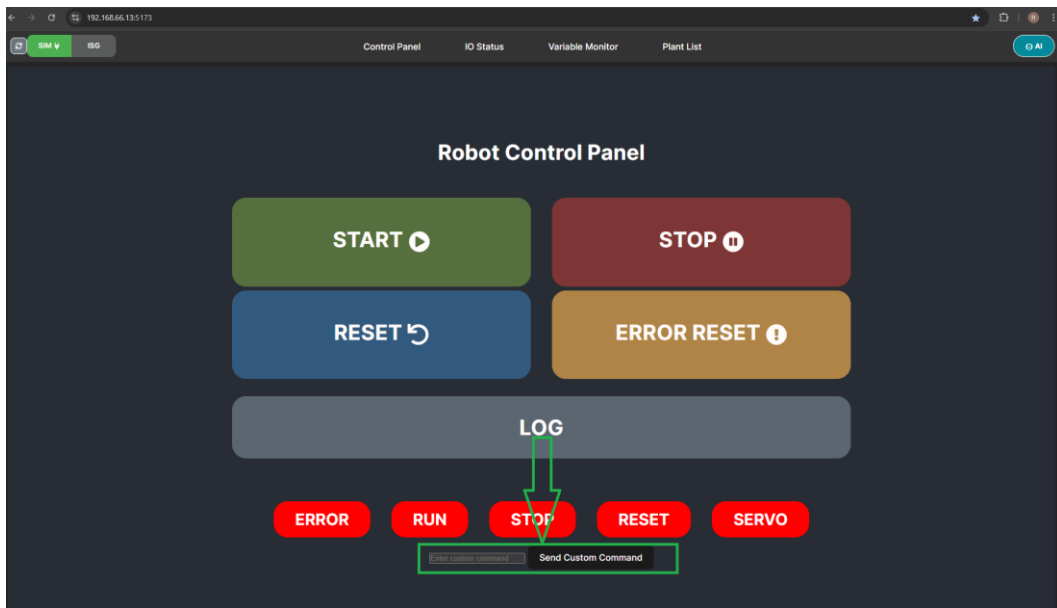 192.168.66.13:5173
SIM ISG Control Panel IO Status Variable Monitor Plant List AI
Robot Control Panel
START STOP
RESET ERROR RESET
LOG
ERROR RUN STOP RESET SERVO
Enter custom command Send Custom Command